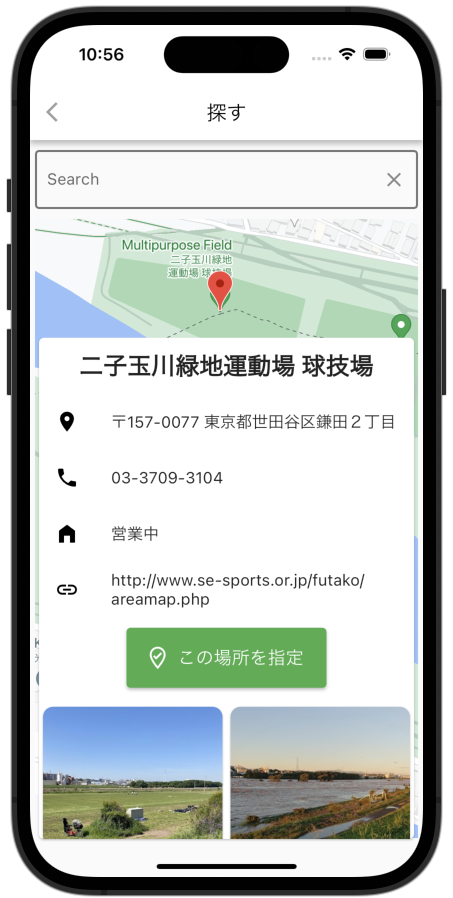 10:56
探す
Search
Multipurpose Field
二子玉川緑地
運動場 球技場
二子玉川緑地運動場 球技場
〒157-0077 東京都世田谷区鎌田２丁目
03-3709-3104
営業中
http://www.se-sports.or.jp/futako/
areamap.php
この場所を指定